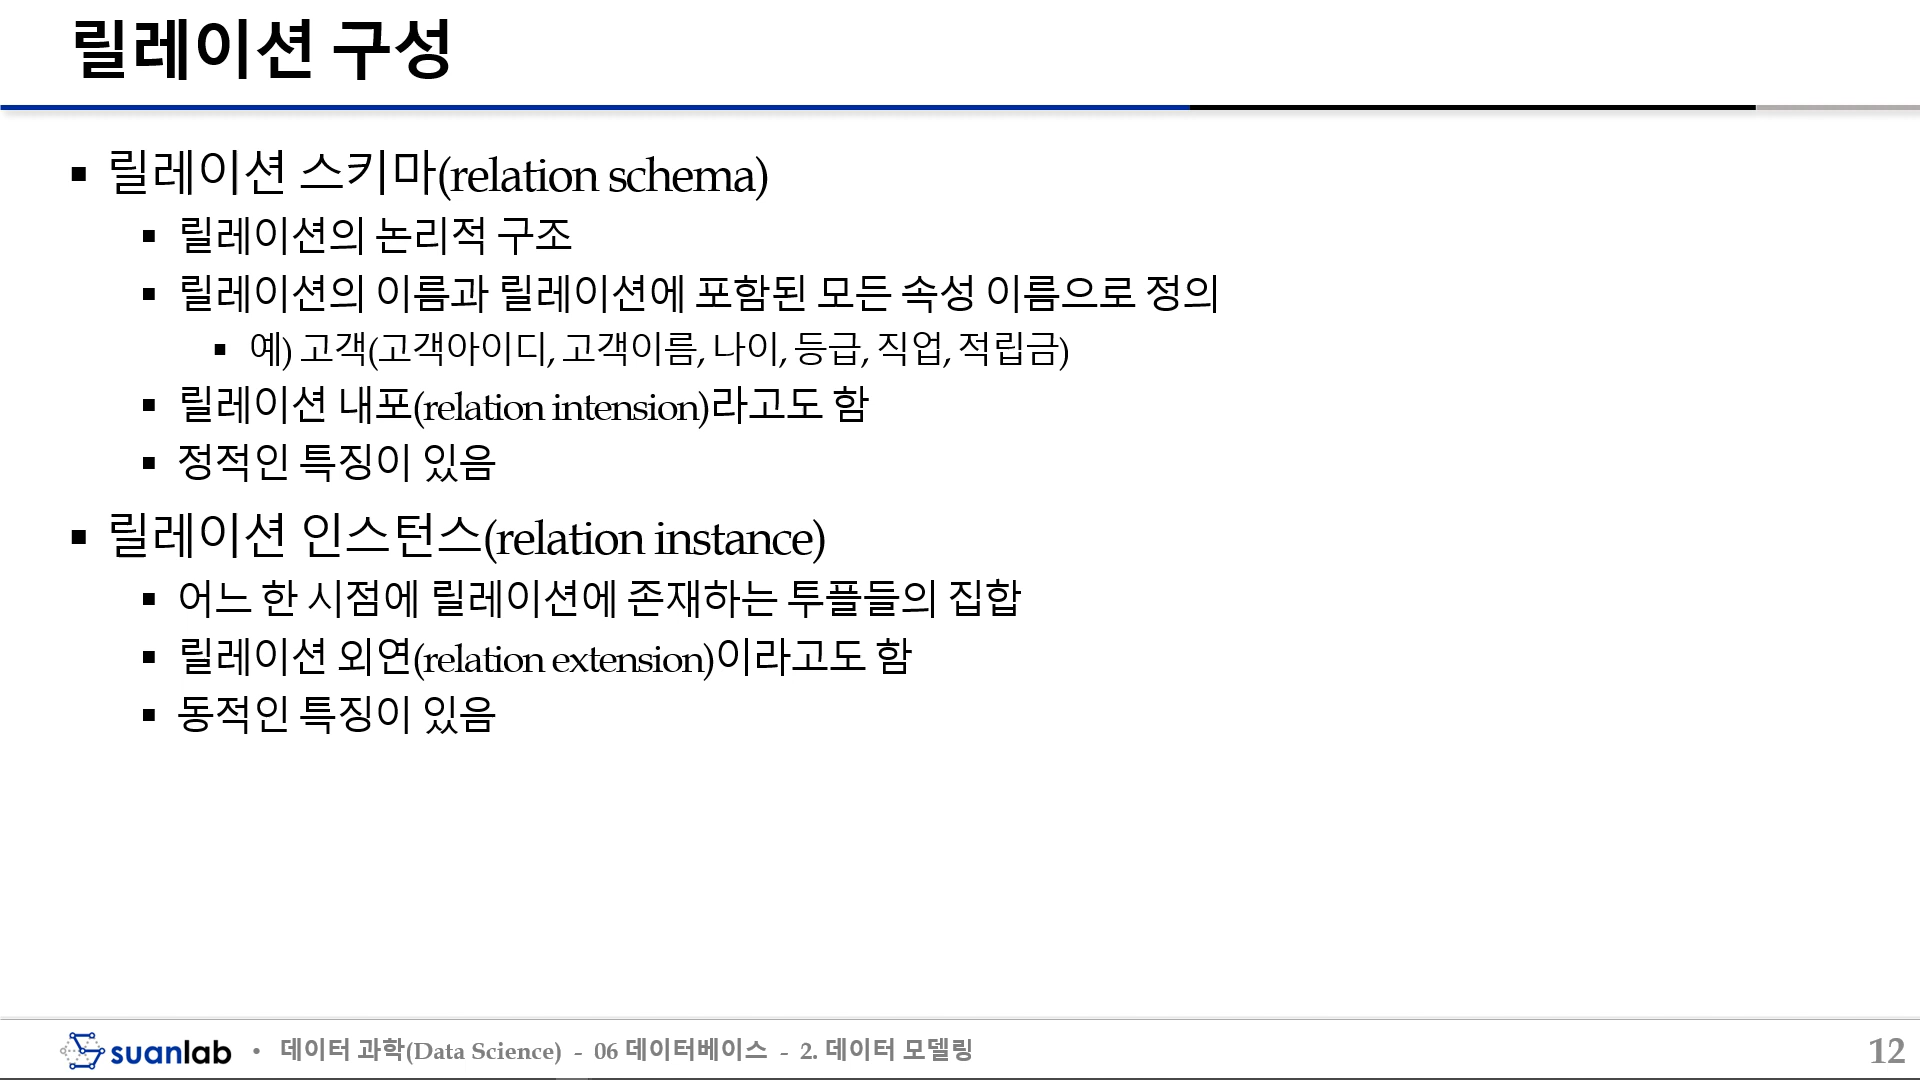 릴레이션 구성
▪ 릴레이션 스키마(relation schema)
▪ 릴레이션의 논리적 구조
▪ 릴레이션의 이름과 릴레이션에 포함된 모든 속성 이름으로 정의
▪ 예) 고객(고객아이디, 고객이름, 나이, 등급, 직업, 적립금)
▪ 릴레이션 내포(relation intension)라고도 함
▪ 정적인 특징이 있음
▪ 릴레이션 인스턴스(relation instance)
▪ 어느 한 시점에 릴레이션에 존재하는 투플들의 집합
▪ 릴레이션 외연(relation extension)이라고도 함
▪ 동적인 특징이 있음
suanlab • 데이터 과학(Data Science) - 06 데이터베이스 - 2. 데이터 모델링 12